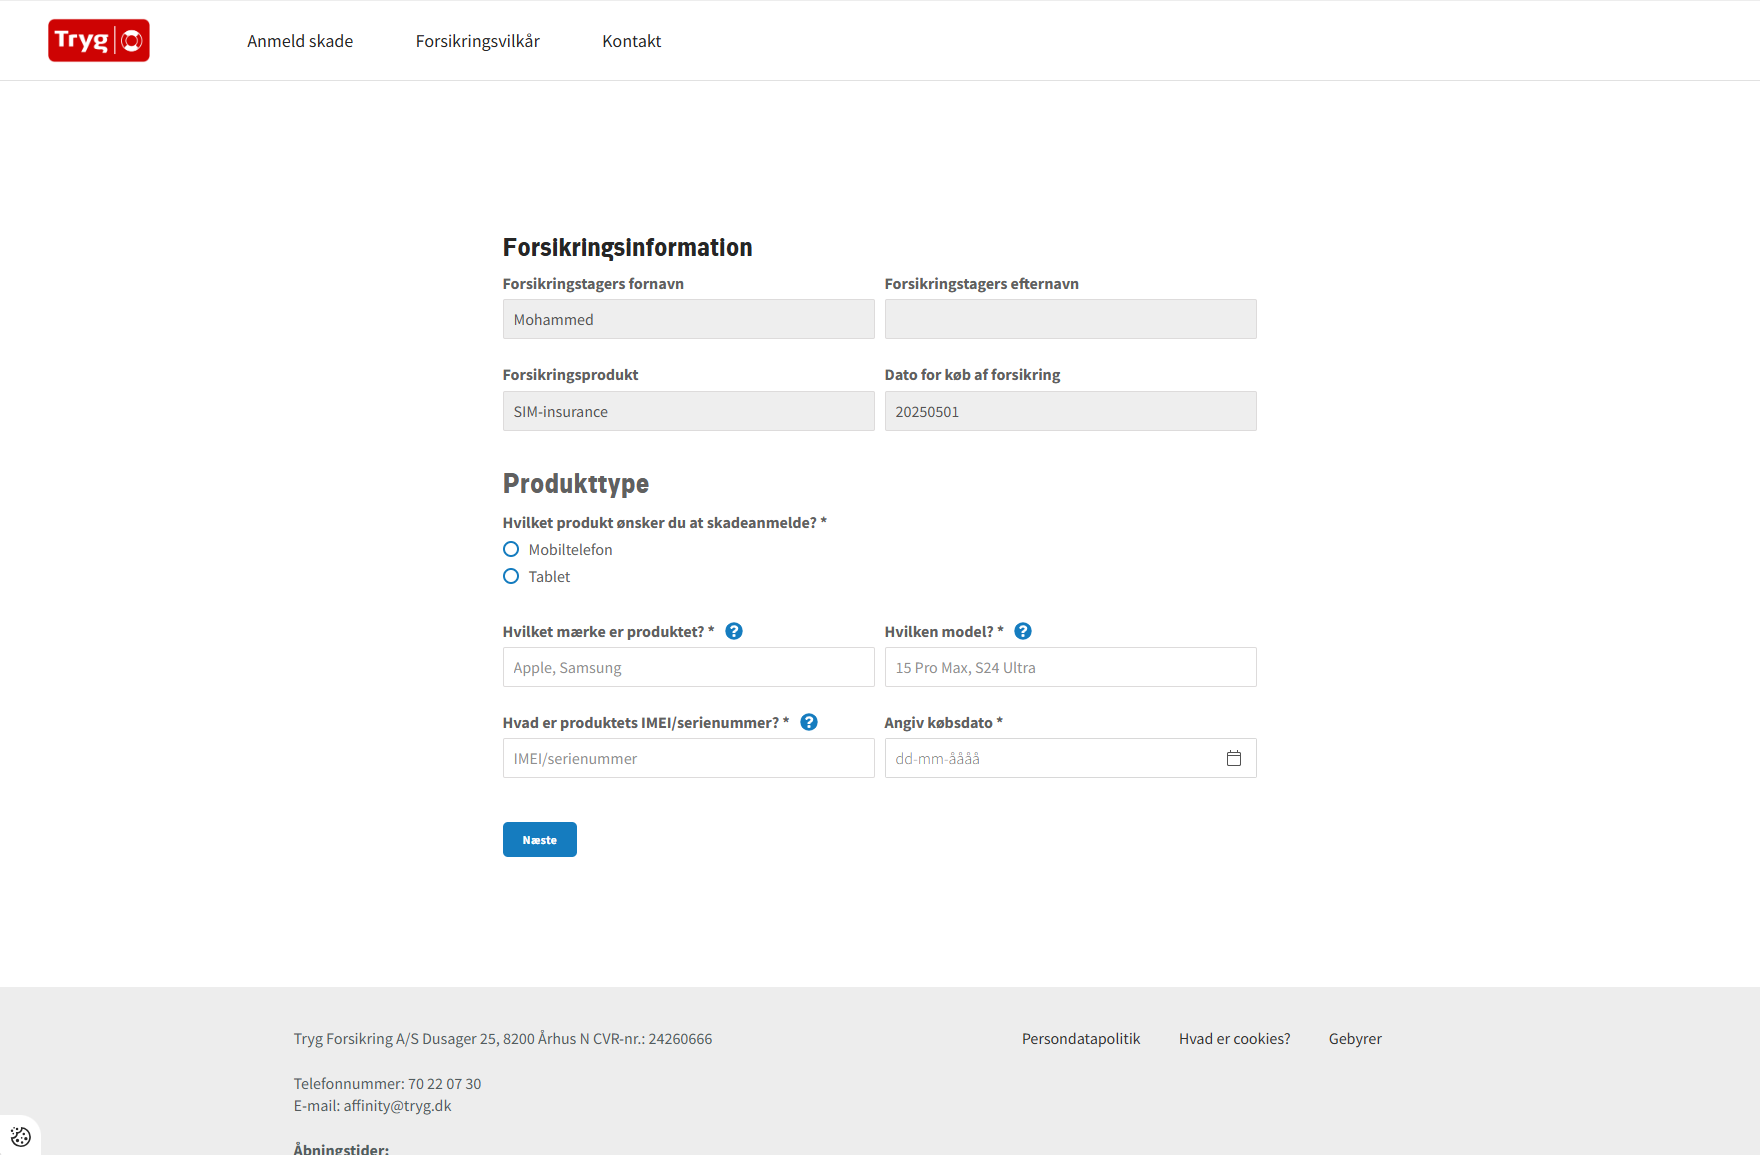 Tryg
Anmeld skade
Forsikringsvilkår
Kontakt
Forsikringsinformation
Forsikringstagers fornavn
Forsikringstagers efternavn
Mohammed
Forsikringsprodukt
Dato for køb af forsikring
SIM-insurance
20250501
Produkttype
Hvilket produkt ønsker du at skadeanmelde? *
Mobiltelefon
Tablet
Hvilket mærke er produktet? *
Hvilken model? *
Apple, Samsung
15 Pro Max, S24 Ultra
Hvad er produktets IMEI/serienummer? *
Angiv købsdato *
IMEI/serienummer
dd-mm-åååå
Næste
Tryg Forsikring A/S Dusager 25, 8200 Århus N CVR-nr.: 24260666
Persondatapolitik
Hvad er cookies?
Gebyrer
Telefonnummer: 70 22 07 30
E-mail: affinity@tryg.dk
Åbningstider: